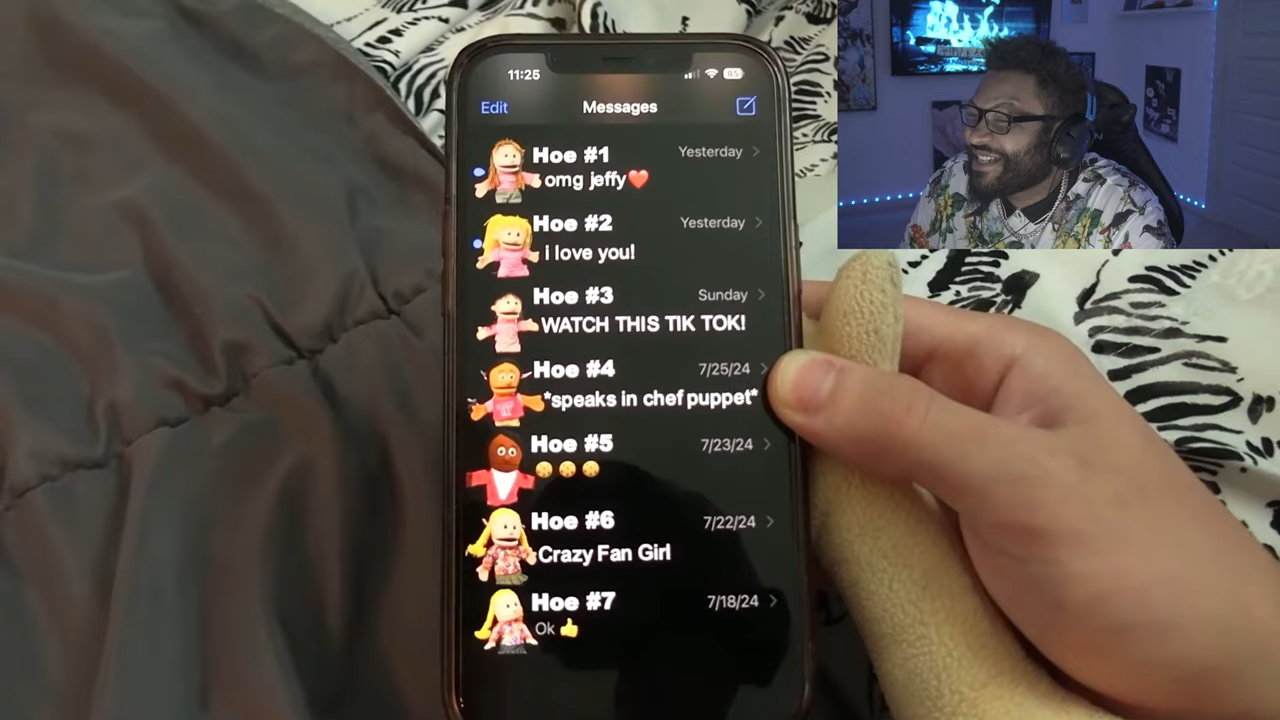 11:25
85
Edit
Messages
Hoe #1
Yesterday
omg jeffy❤️
Hoe #2
Yesterday
i love you!
Hoe #3
Sunday
WATCH THIS TIK TOK!
Hoe #4
7/25/24
*speaks in chef puppet*
Hoe #5
7/23/24
🍪🍪🍪
Hoe #6
7/22/24
Crazy Fan Girl
Hoe #7
7/18/24
Ok 👍